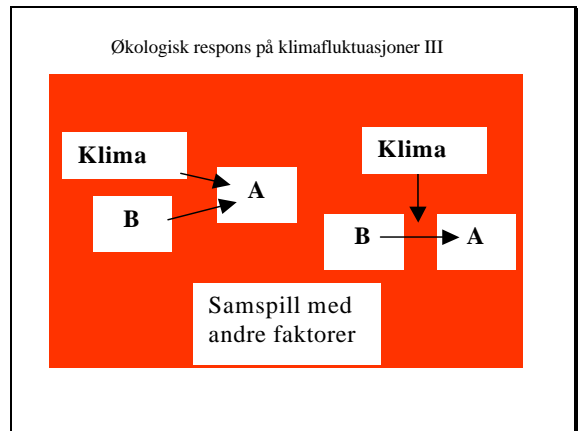 Økologisk respons på klimafluktuasjoner III
Klima
B
A
Klima
B
A
Samspill med
andre faktorer